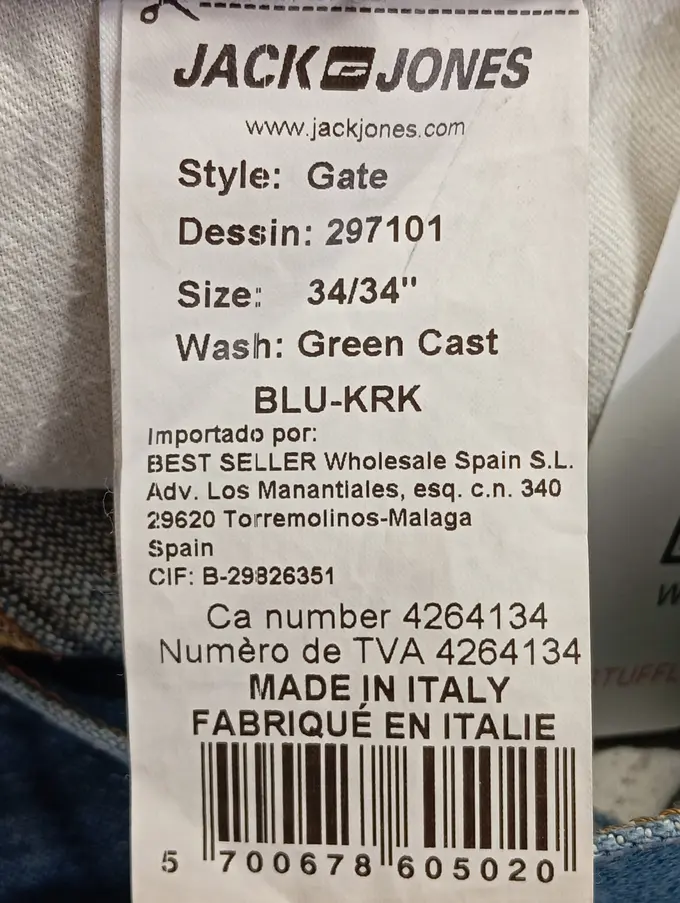 JACK JONES
www.jackjones.com
Style: Gate
Dessin: 297101
Size: 34/34"
Wash: Green Cast
BLU-KRK
Importado por:
BEST SELLER Wholesale Spain S.L.
Adv. Los Manantiales, esq. c.n. 340
29620 Torremolinos-Malaga
Spain
CIF: B-29826351
Ca number 4264134
Numèro de TVA 4264134
MADE IN ITALY
FABRIQUÉ EN ITALIE
5 700678 605020